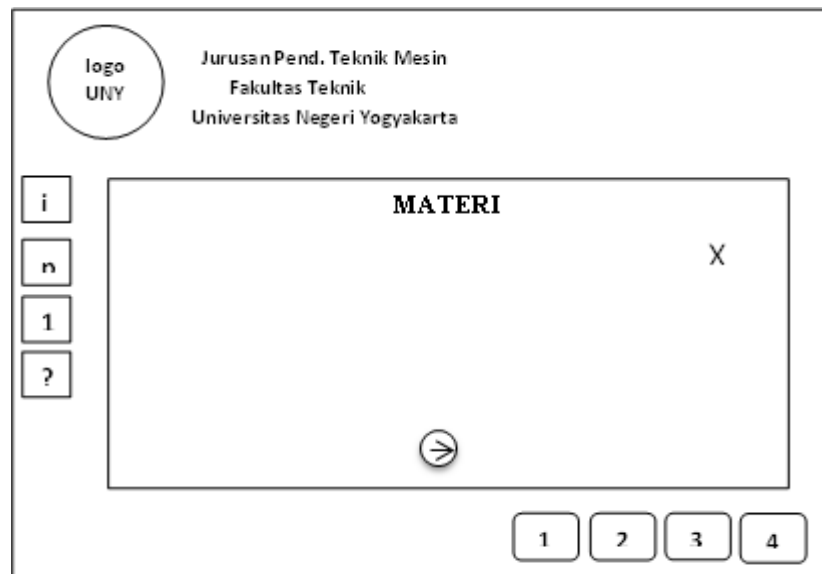 logo
UNY
Jurusan Pend. Teknik Mesin
Fakultas Teknik
Universitas Negeri Yogyakarta
i
n
1
?
MATERI
X
1
2
3
4